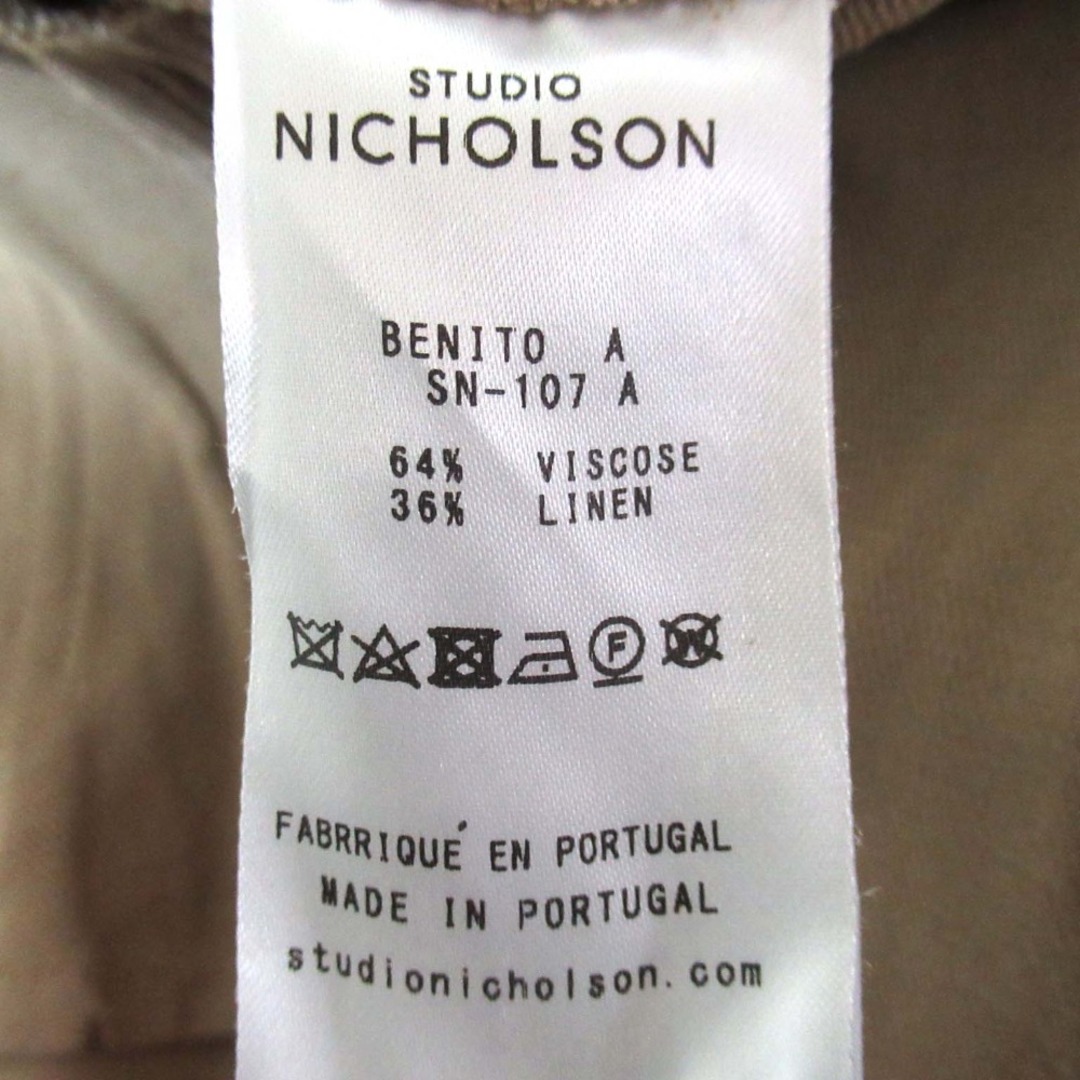 STUDIO
NICHOLSON
BENITO A
SN-107 A
64% VISCOSE
36% LINEN
F W
FABRRIQUÉ EN PORTUGAL
MADE IN PORTUGAL
studionicholson.com